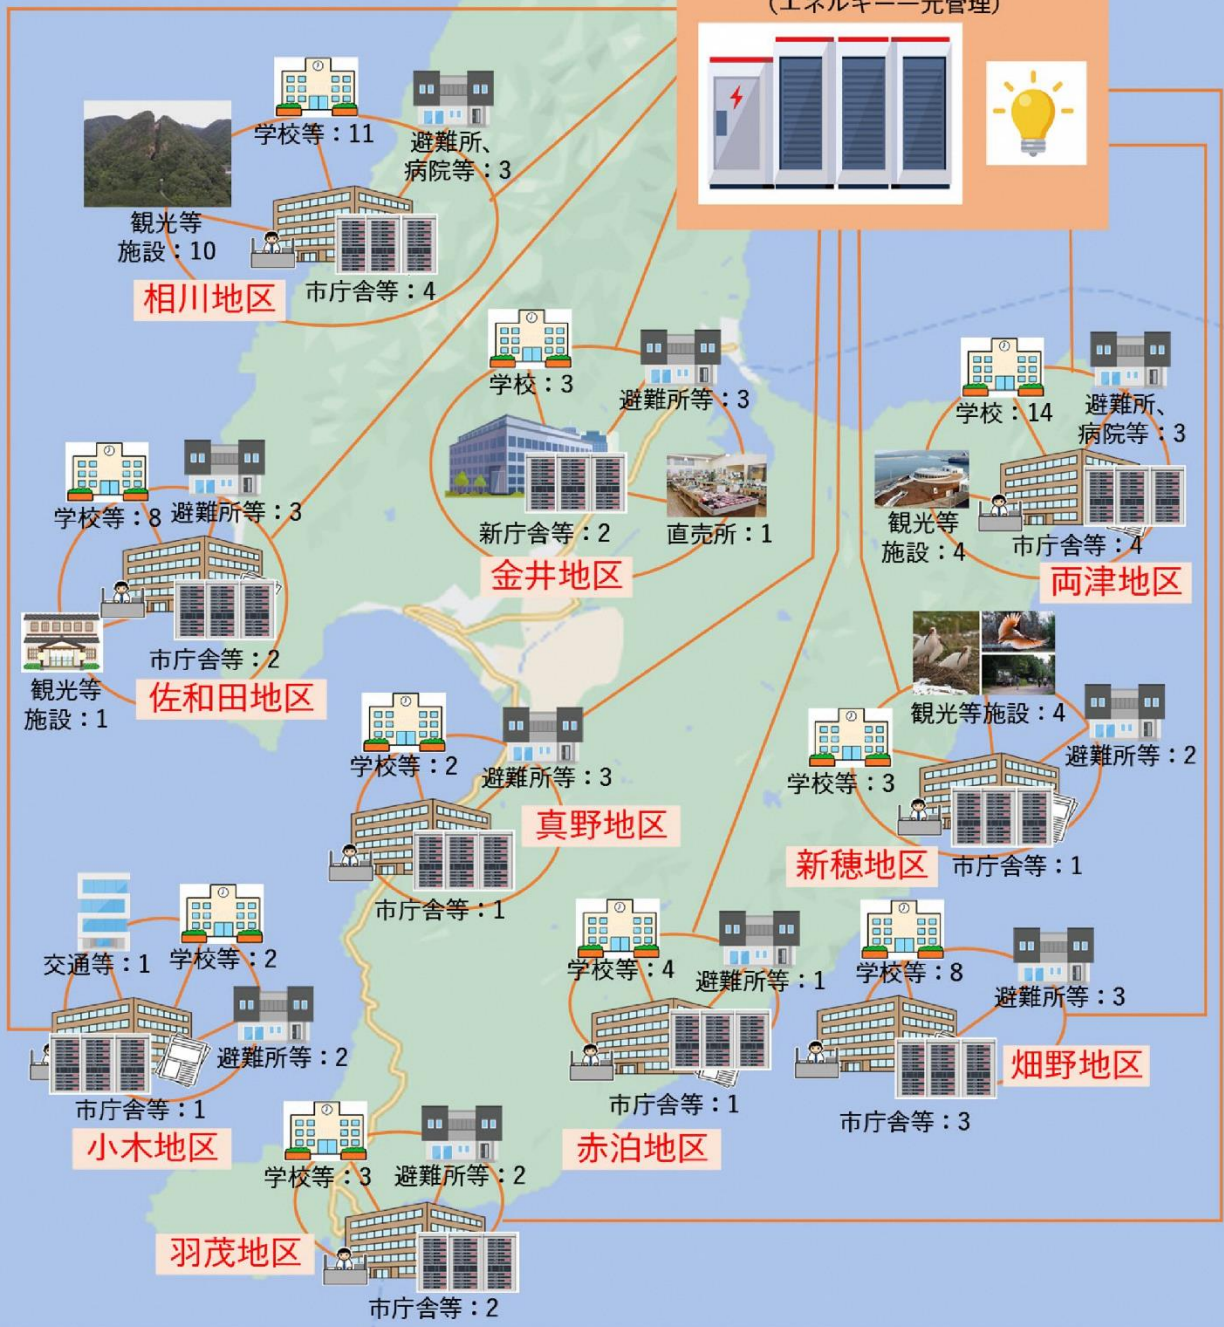 (エネルギー一元管理)
学校等：11
避難所、
病院等：3
観光等
施設：10
市庁舎等：4
相川地区
学校：3
避難所等：3
新庁舎等：2
直売所：1
金井地区
学校：14
避難所、
病院等：3
観光等
施設：4
市庁舎等：4
両津地区
学校等：8
避難所等：3
市庁舎等：2
観光等
施設：1
佐和田地区
学校等：2
避難所等：3
真野地区
市庁舎等：1
観光等施設：4
避難所等：2
学校等：3
新穂地区
市庁舎等：1
交通等：1
学校等：2
避難所等：2
市庁舎等：1
小木地区
学校等：4
避難所等：1
市庁舎等：1
赤泊地区
学校等：8
避難所等：3
畑野地区
市庁舎等：3
学校等：3
避難所等：2
羽茂地区
市庁舎等：2